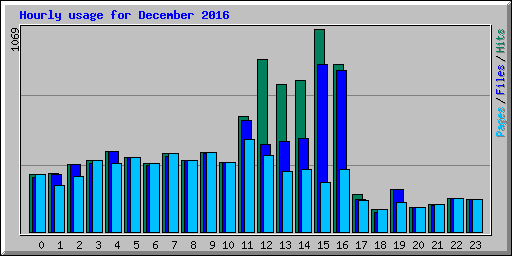 Hourly usage for December 2016
1069
Pages / Files / Hits
0 1 2 3 4 5 6 7 8 9 10 11 12 13 14 15 16 17 18 19 20 21 22 23